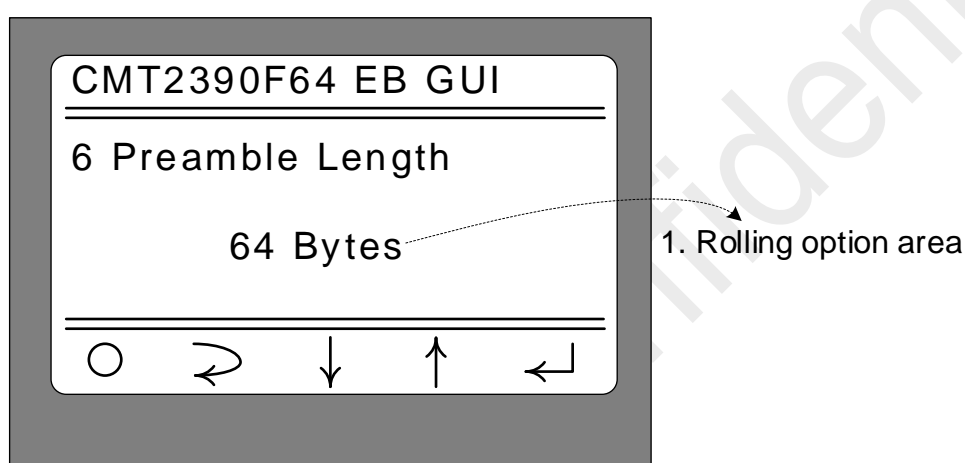 CMT2390F64 EB GUI
6 Preamble Length
64 Bytes
1. Rolling option area